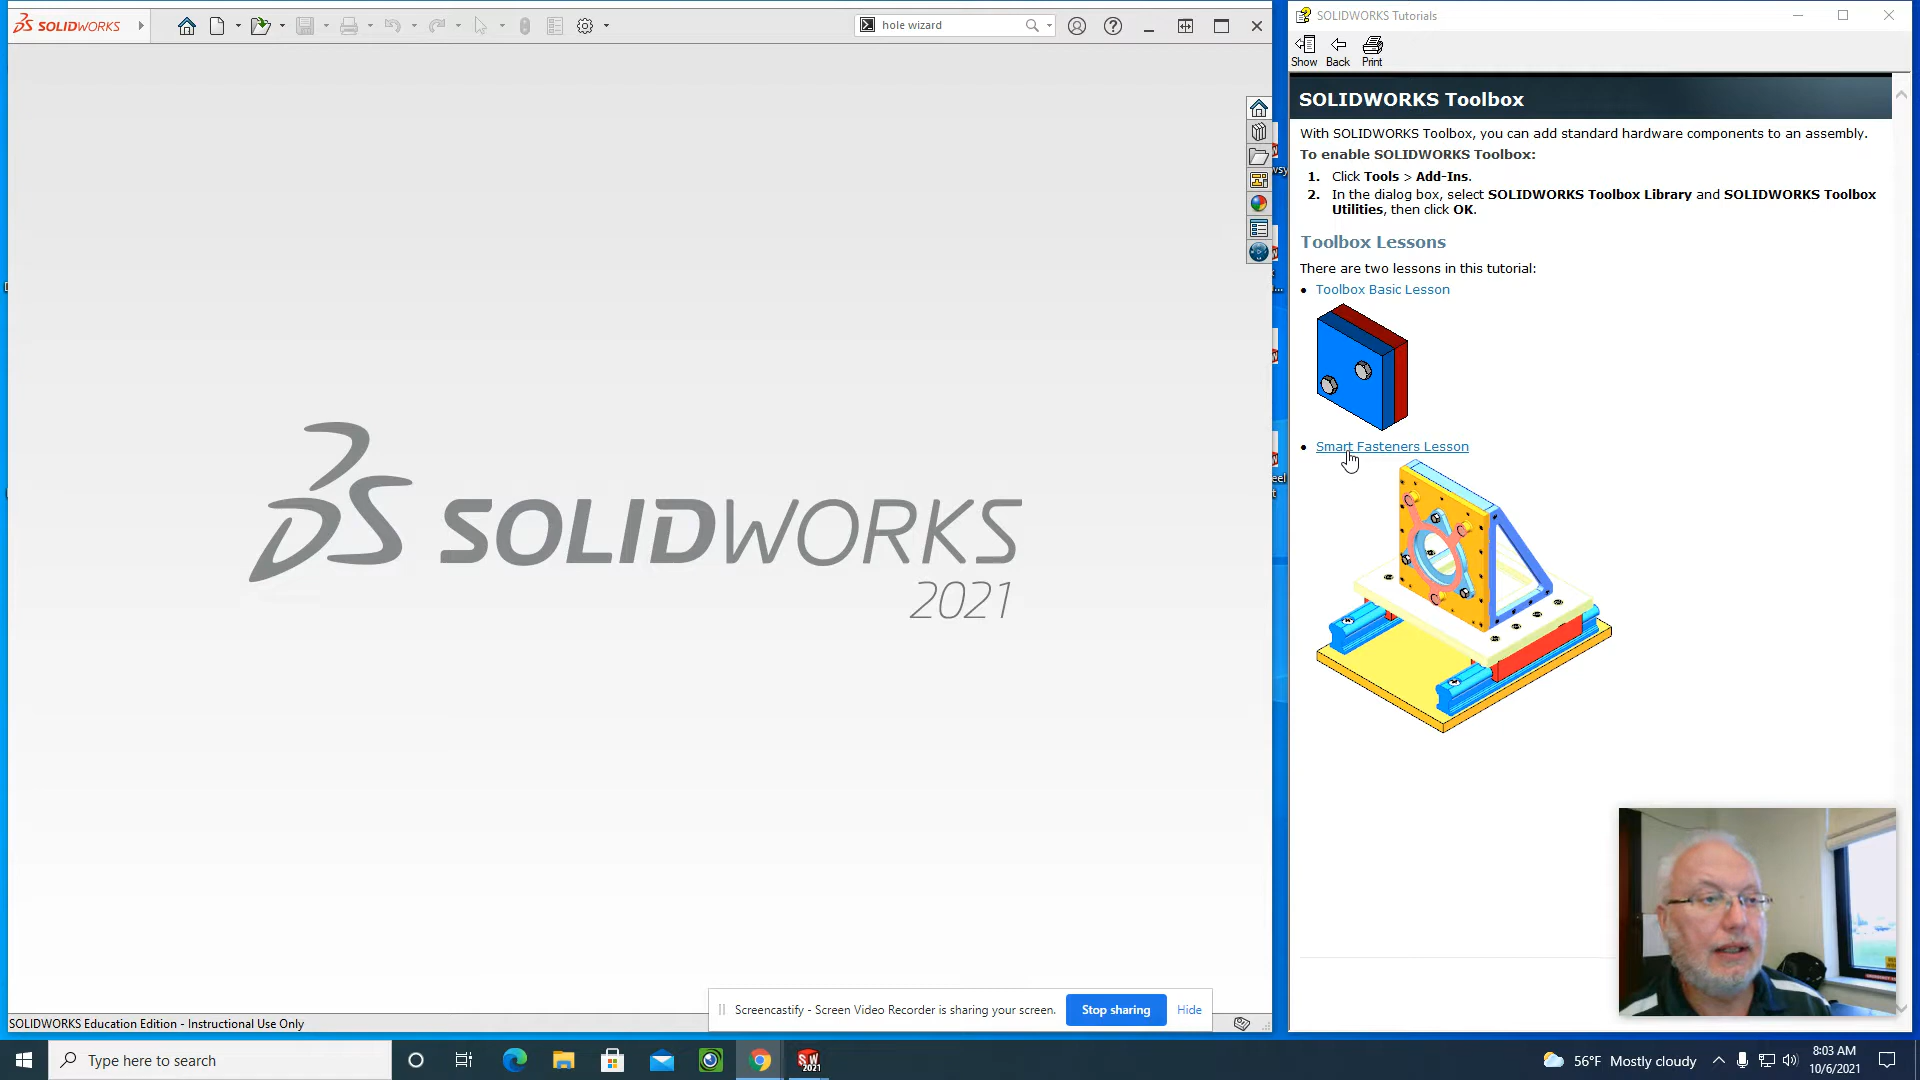 SOLIDWORKS
hole wizard
SOLIDWORKS Tutorials
Show
Back
Print
SOLIDWORKS Toolbox
With SOLIDWORKS Toolbox, you can add standard hardware components to an assembly.
To enable SOLIDWORKS Toolbox:
1. Click Tools > Add-Ins.
2. In the dialog box, select SOLIDWORKS Toolbox Library and SOLIDWORKS Toolbox
Utilities, then click OK.
Toolbox Lessons
There are two lessons in this tutorial:
• Toolbox Basic Lesson
• Smart Fasteners Lesson
SOLIDWORKS
2021
Screencastify - Screen Video Recorder is sharing your screen.
Stop sharing
Hide
SOLIDWORKS Education Edition - Instructional Use Only
Type here to search
SW
2021
56°F Mostly cloudy
8:03 AM
10/6/2021